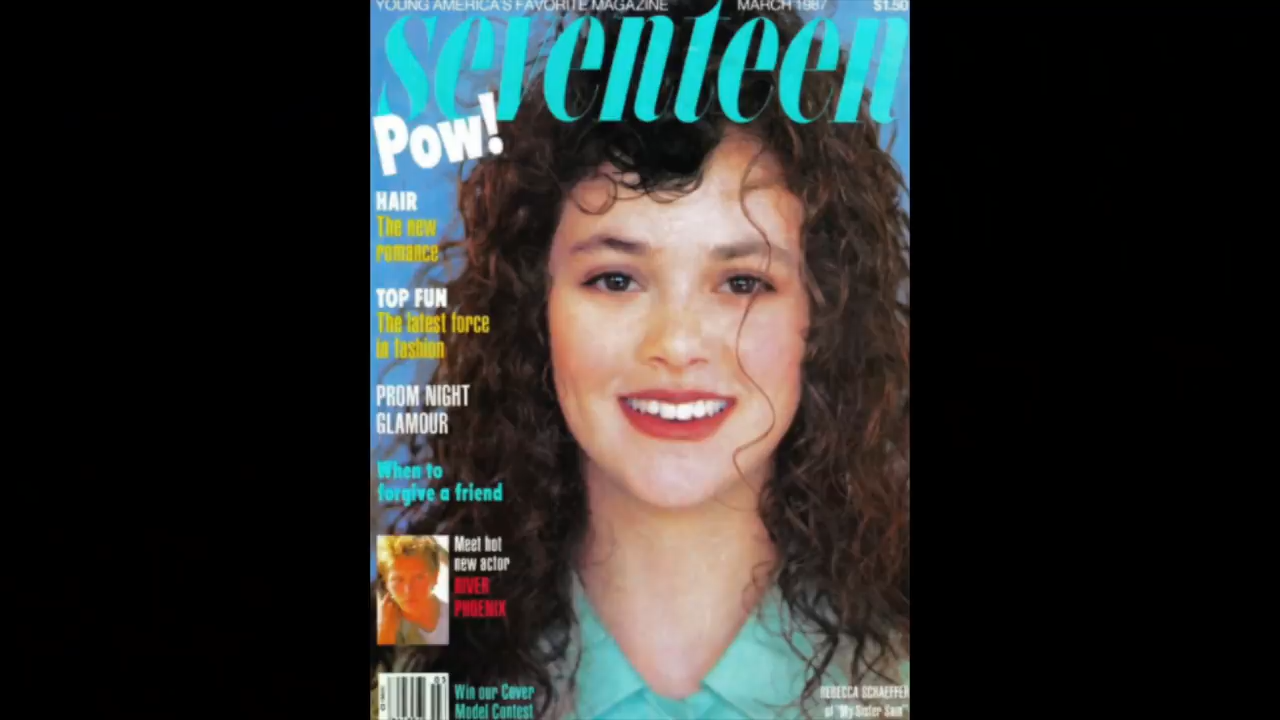 YOUNG AMERICA'S FAVORITE MAGAZINE MARCH 1987 $1.50
seventeen
Pow!
HAIR
The new
romance
TOP FUN
The latest force
in fashion
PROM NIGHT
GLAMOUR
When to
forgive a friend
Meet hot
new actor
RIVER
PHOENIX
03
Win our Cover
Model Contest
REBECCA SCHAEFFER
of "My Sister Sam"